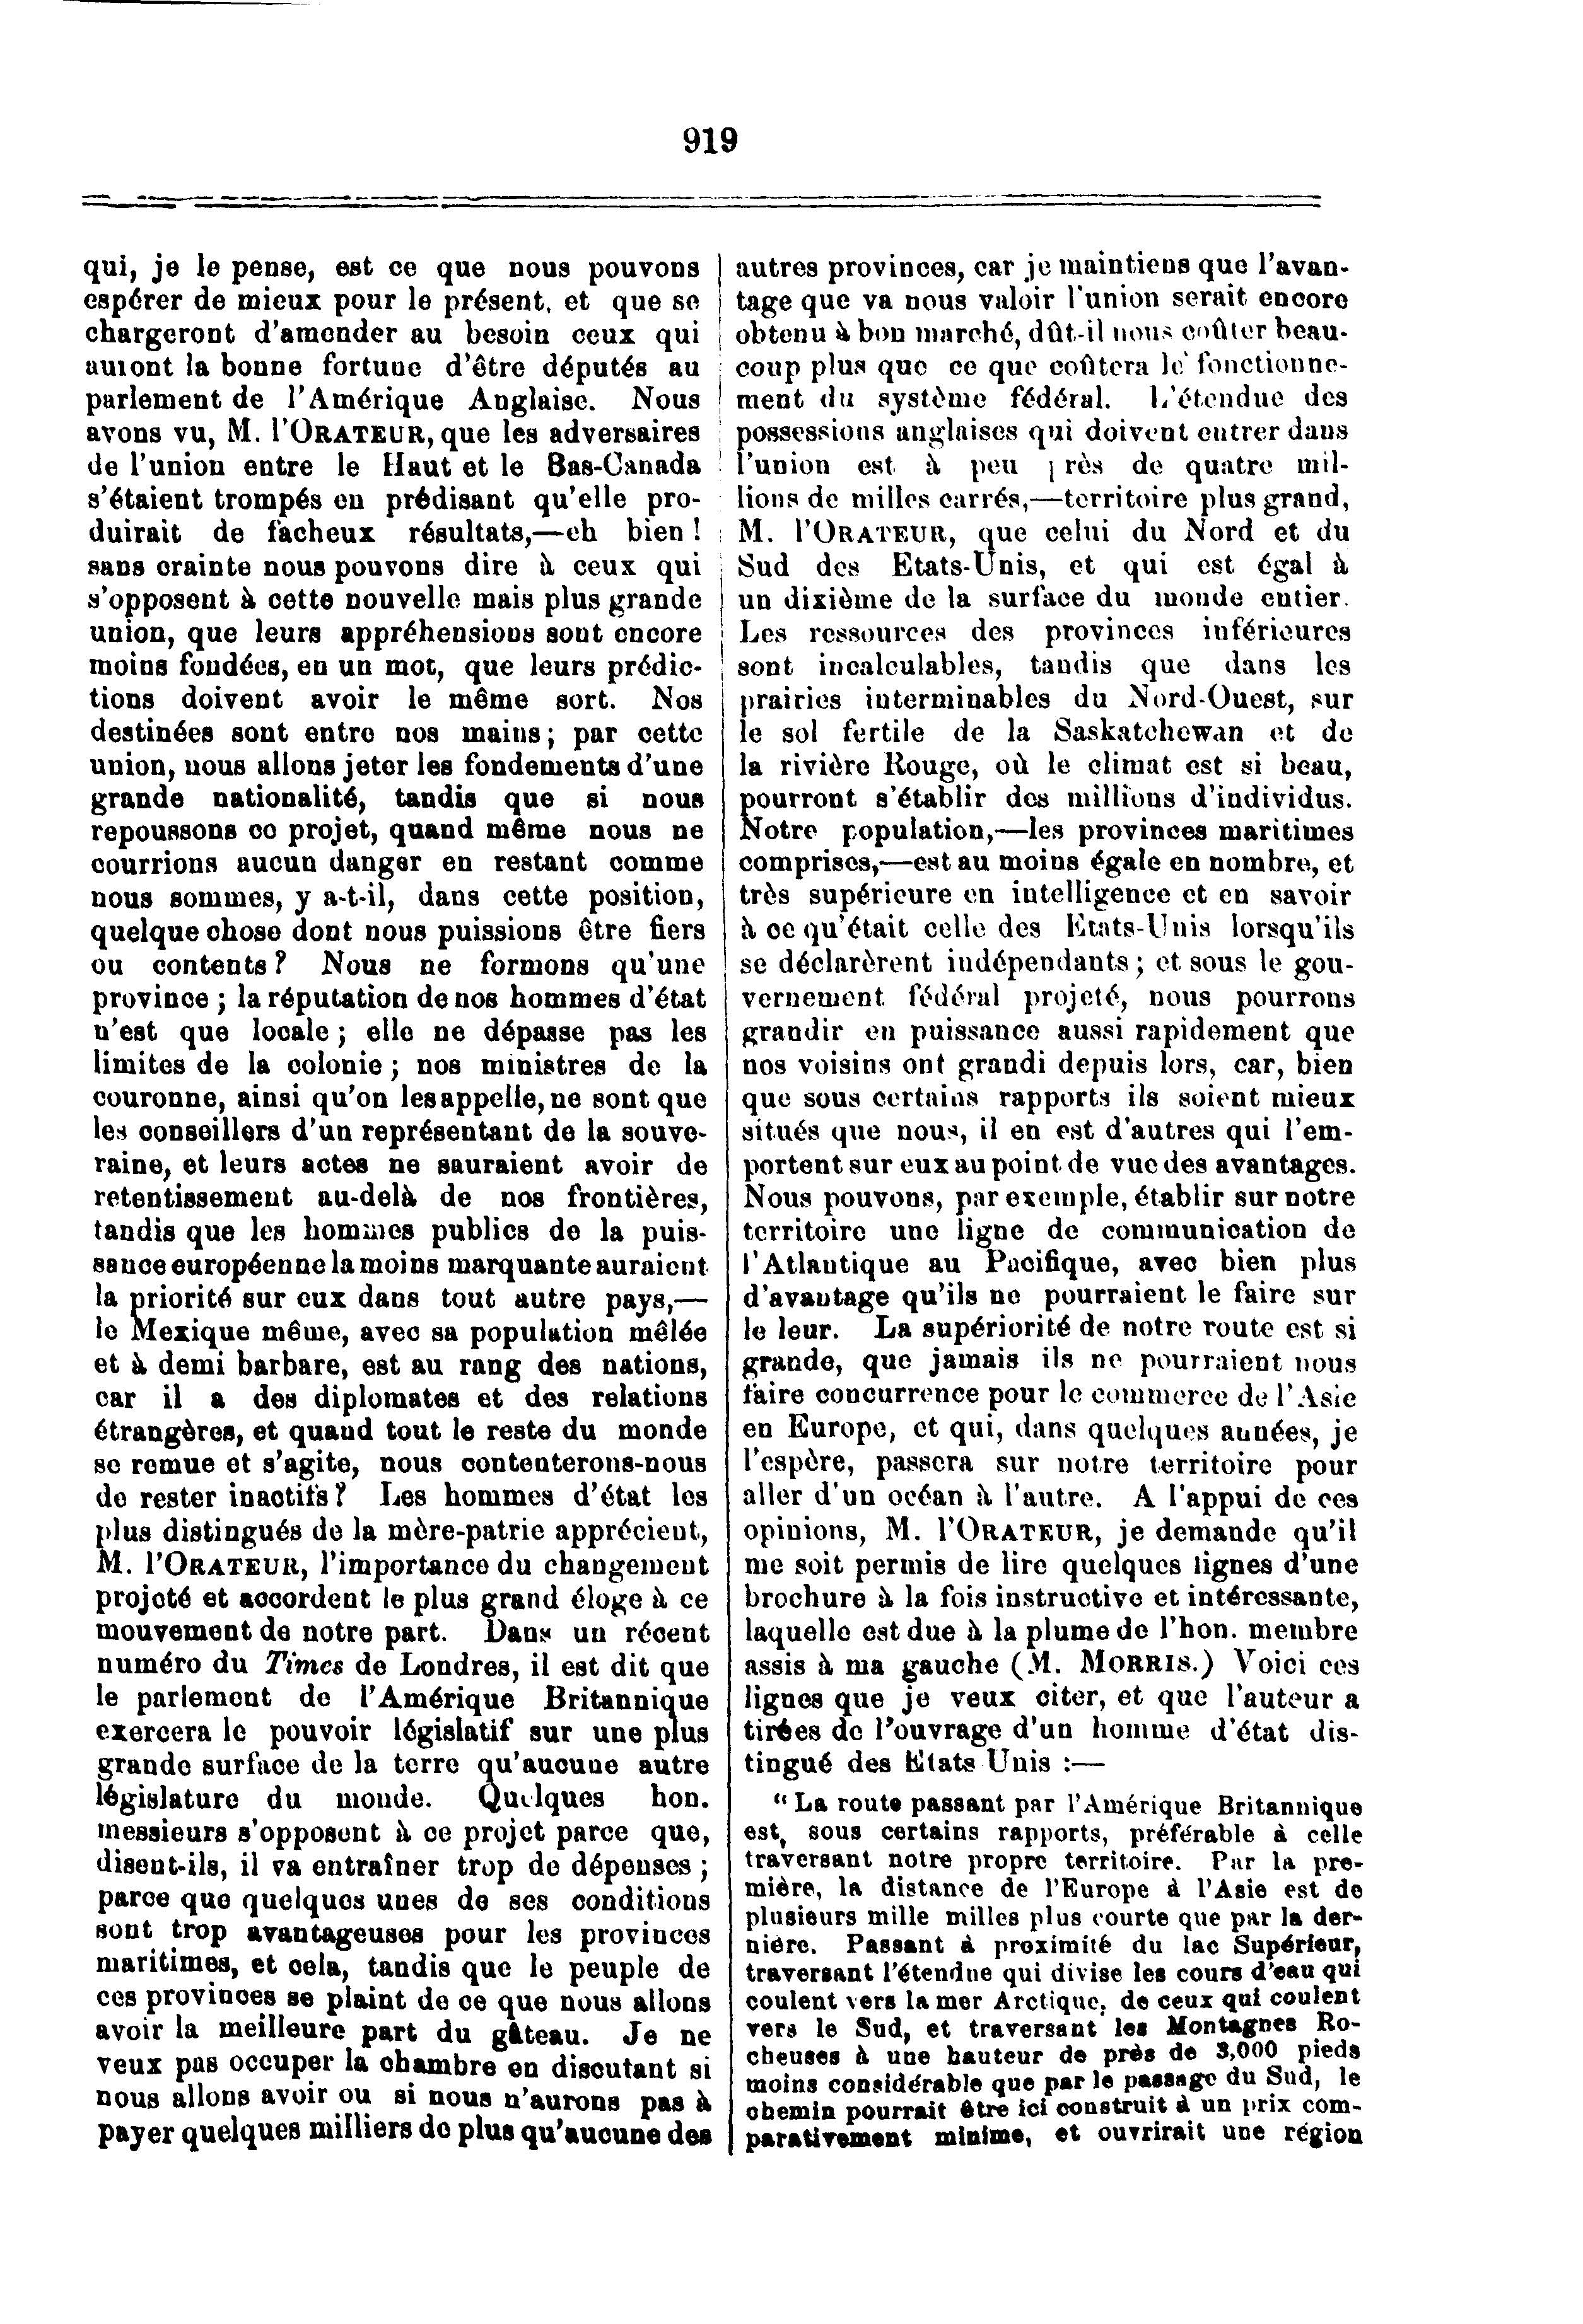 919
qui, je le pense, est ce que nous pouvons
espérer de mieux pour le présent, et que se
chargeront d'amender au besoin ceux qui
auront la bonne fortune d'être députés au
parlement de l'Amérique Anglaise. Nous
avons vu, M. l'ORATEUR, que les adversaires
de l'union entre le Haut et le Bas-Canada
s'étaient trompés en prédisant qu'elle pro-
duirait de facheux résultats,—eh bien !
sans crainte nous pouvons dire à ceux qui
s'opposent à cette nouvelle mais plus grande
union, que leurs appréhensions sont encore
moins fondées, en un mot, que leurs prédic-
tions doivent avoir le même sort. Nos
destinées sont entre nos mains ; par cette
union, nous allons jeter les fondements d'une
grande nationalité, tandis que si nous
repoussons ce projet, quand même nous ne
courrions aucun danger en restant comme
nous sommes, y a-t-il, dans cette position,
quelque chose dont nous puissions être fiers
ou contents ? Nous ne formons qu'une
province ; la réputation de nos hommes d'état
n'est que locale ; elle ne dépasse pas les
limites de la colonie ; nos ministres de la
couronne, ainsi qu'on les appelle, ne sont que
les conseillers d'un représentant de la souve-
raine, et leurs actes ne sauraient avoir de
retentissement au-delà de nos frontières,
tandis que les hommes publics de la puis-
sance européenne la moins marquante auraient
la priorité sur eux dans tout autre pays,—
le Mexique même, avec sa population mêlée
et à demi barbare, est au rang des nations,
car il a des diplomates et des relations
étrangères, et quand tout le reste du monde
se remue et s'agite, nous contenterons-nous
de rester inactifs ? Les hommes d'état les
plus distingués de la mère-patrie apprécient,
M. l'ORATEUR, l'importance du changement
projeté et accordent le plus grand éloge à ce
mouvement de notre part. Dans un récent
numéro du Times de Londres, il est dit que
le parlement de l'Amérique Britannique
exercera le pouvoir législatif sur une plus
grande surface de la terre qu'aucune autre
législature du monde. Quelques hon.
messieurs s'opposent à ce projet parce que,
disent-ils, il va entraîner trop de dépenses ;
parce que quelques unes de ses conditions
sont trop avantageuses pour les provinces
maritimes, et cela, tandis que le peuple de
ces provinces se plaint de ce que nous allons
avoir la meilleure part du gâteau. Je ne
veux pas occuper la chambre en discutant si
nous allons avoir ou si nous n'aurons pas à
payer quelques milliers de plus qu'aucune des
autres provinces, car je maintiens que l'avan-
tage que va nous valoir l'union serait encore
obtenu à bon marché, dût-il nous coûter beau-
coup plus que ce que coûtera le fonctionne-
ment du système fédéral. L'étendue des
possessions anglaises qui doivent entrer dans
l'union est à peu près de quatre mil-
lions de milles carrés,—territoire plus grand,
M. l'ORATEUR, que celui du Nord et du
Sud des Etats-Unis, et qui est égal à
un dixième de la surface du monde entier.
Les ressources des provinces inférieures
sont incalculables, tandis que dans les
prairies interminables du Nord-Ouest, sur
le sol fertile de la Saskatchewan et de
la rivière Rouge, où le climat est si beau,
pourront s'établir des millions d'individus.
Notre population,—les provinces maritimes
comprises,—est au moins égale en nombre, et
très supérieure en intelligence et en savoir
à ce qu'était celle des Etats-Unis lorsqu'ils
se déclarèrent indépendants ; et sous le gou-
vernement fédéral projeté, nous pourrons
grandir en puissance aussi rapidement que
nos voisins ont grandi depuis lors, car, bien
que sous certains rapports ils soient mieux
situés que nous, il en est d'autres qui l'em-
portent sur eux au point de vue des avantages.
Nous pouvons, par exemple, établir sur notre
territoire une ligne de communication de
l'Atlantique au Pacifique, avec bien plus
d'avantage qu'ils ne pourraient le faire sur
le leur. La supériorité de notre route est si
grande, que jamais ils ne pourraient nous
faire concurrence pour le commerce de l'Asie
en Europe, et qui, dans quelques années, je
l'espère, passera sur notre territoire pour
aller d'un océan à l'autre. A l'appui de ces
opinions, M. l'ORATEUR, je demande qu'il
me soit permis de lire quelques lignes d'une
brochure à la fois instructive et intéressante,
laquelle est due à la plume de l'hon. membre
assis à ma gauche (M. MORRIS.) Voici ces
lignes que je veux citer, et que l'auteur a
tirées de l'ouvrage d'un homme d'état dis-
tingué des Etats Unis :—
“ La route passant par l'Amérique Britannique
est, sous certains rapports, préférable à celle
traversant notre propre territoire. Par la pre-
mière, la distance de l'Europe à l'Asie est de
plusieurs mille milles plus courte que par la der-
nière. Passant à proximité du lac Supérieur,
traversant l'étendue qui divise les cours d'eau qui
coulent vers la mer Arctique, de ceux qui coulent
vers le Sud, et traversant les Montagnes Ro-
cheuses à une hauteur de près de 3,000 pieds
moins considérable que par le passage du Sud, le
chemin pourrait être ici construit à un prix com-
parativement minime, et ouvrirait une région